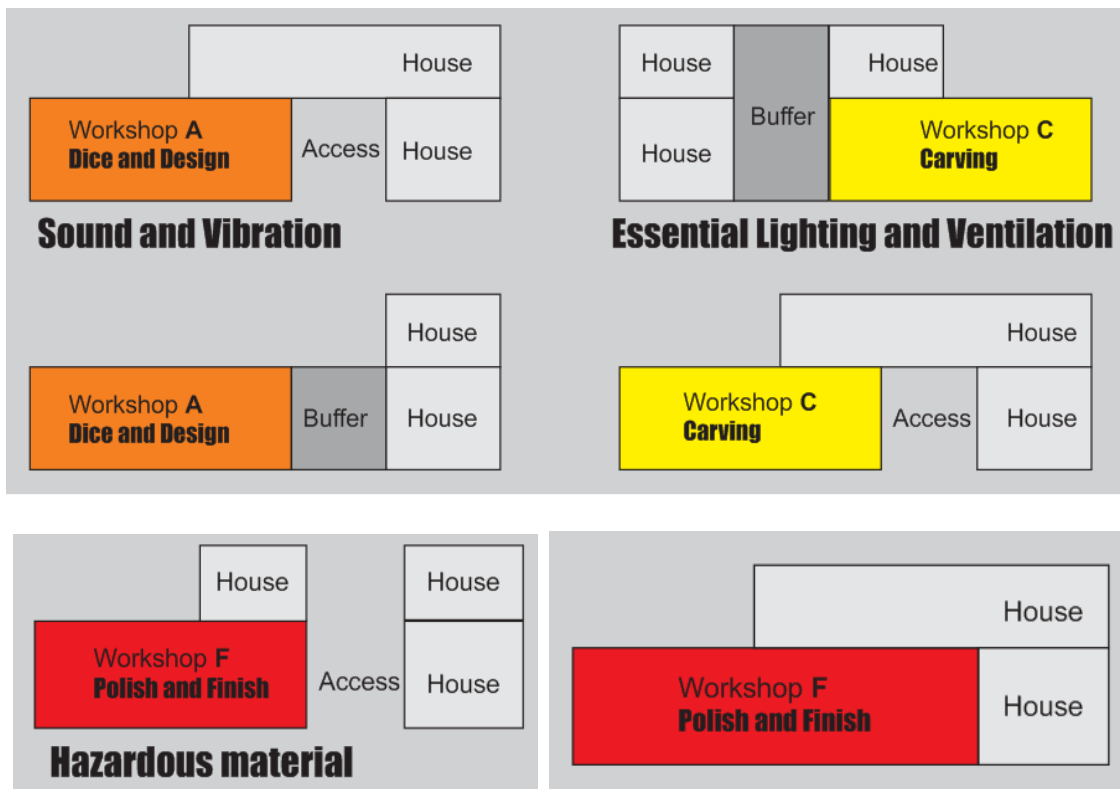 House
Workshop A
Dice and Design
Access
House
Sound and Vibration
House
Buffer
House
House
Workshop C
Carving
Essential Lighting and Ventilation
House
Workshop A
Dice and Design
Buffer
House
House
Workshop C
Carving
Access
House
House
House
Workshop F
Polish and Finish
Access
House
Hazardous material
House
Workshop F
Polish and Finish
House